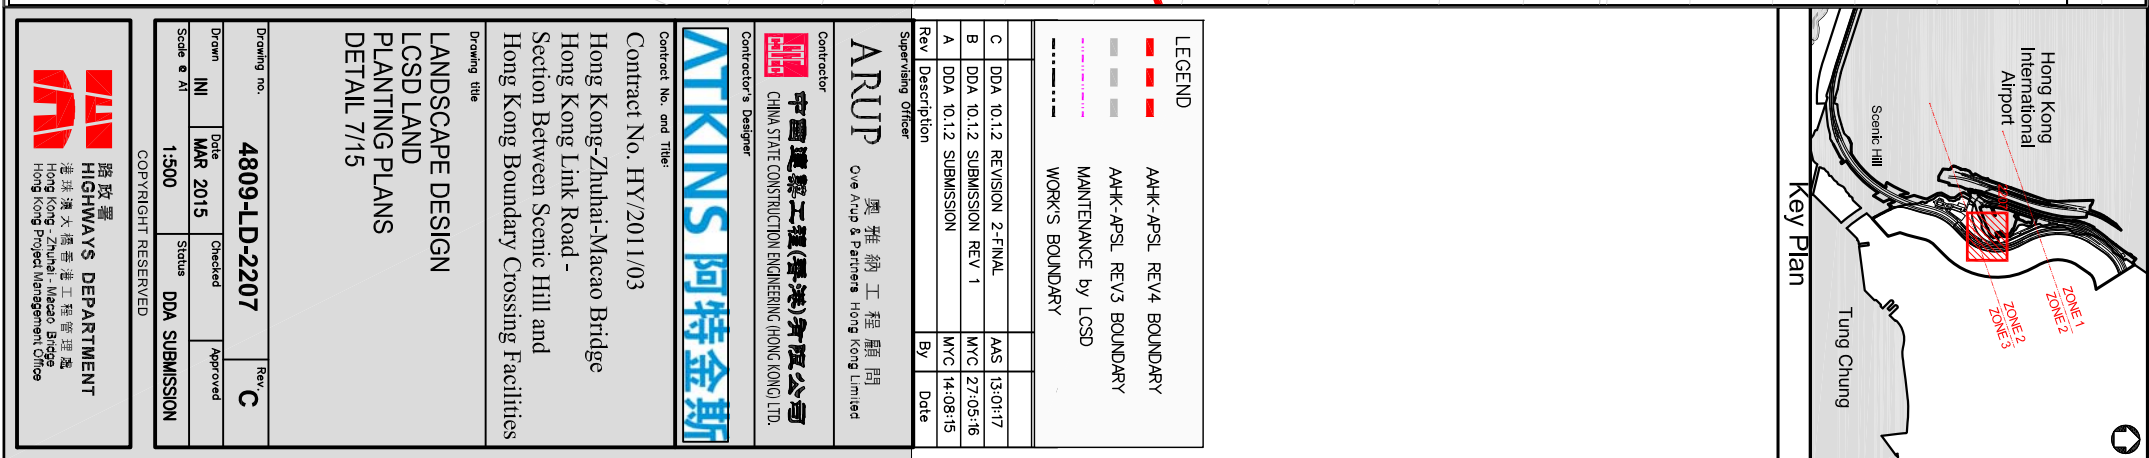 Hong Kong
International
Airport
Scenic Hill
ZONE 1
ZONE 2
ZONE 2
ZONE 3
Tung Chung
Key Plan
LEGEND
AAHK-APSL REV4 BOUNDARY
AAHK-APSL REV3 BOUNDARY
MAINTENANCE by LCSD
WORK'S BOUNDARY
C DDA 10.1.2 REVISION 2-FINAL AAS 13:01:17
B DDA 10.1.2 SUBMISSION REV 1 MYC 27:05:16
A DDA 10.1.2 SUBMISSION MYC 14:08:15
Rev Description By Date
Supervising Officer
ARUP
奧雅納工程顧問
Ove Arup & Partners Hong Kong Limited
Contractor
中國建築工程(香港)有限公司
CHINA STATE CONSTRUCTION ENGINEERING (HONG KONG) LTD.
Contractor's Designer
ATKINS 阿特金斯
Contract No. and Title:
Contract No. HY/2011/03
Hong Kong-Zhuhai-Macao Bridge
Hong Kong Link Road -
Section Between Scenic Hill and
Hong Kong Boundary Crossing Facilities
Drawing title
LANDSCAPE DESIGN
LCSD LAND
PLANTING PLANS
DETAIL 7/15
Drawing no. Rev.
4809-LD-2207 C
Drawn Date Checked Approved
INI MAR 2015
Scale @ A1 Status
1:500 DDA SUBMISSION
COPYRIGHT RESERVED
路政署
HIGHWAYS DEPARTMENT
港珠澳大橋香港工程管理處
Hong Kong - Zhuhai - Macao Bridge
Hong Kong Project Management Office